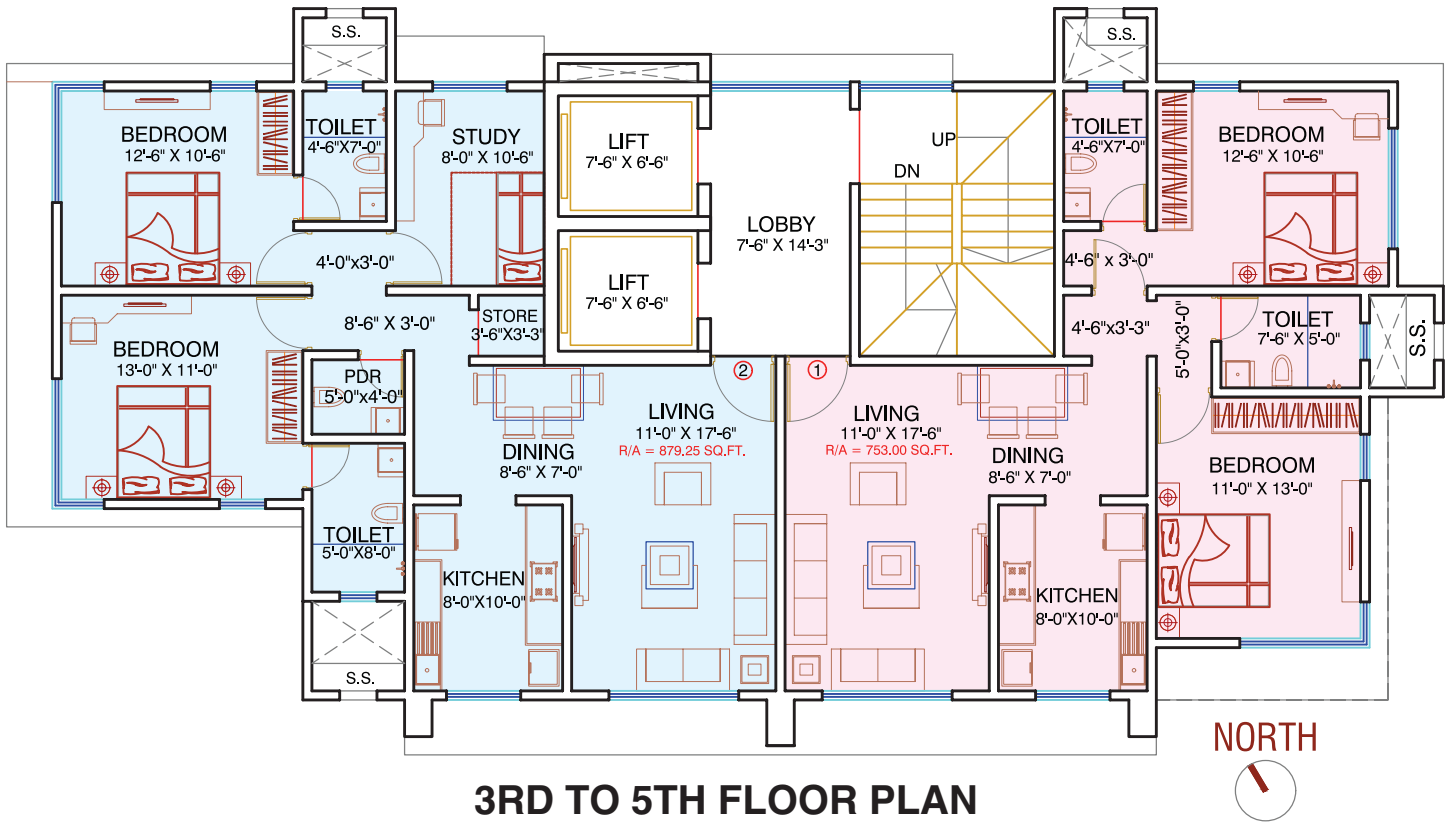 S.S.
S.S.
BEDROOM
12'-6" X 10'-6"
TOILET
4'-6"X7'-0"
STUDY
8'-0" X 10'-6"
LIFT
7'-6" X 6'-6"
UP
DN
TOILET
4'-6"X7'-0"
BEDROOM
12'-6" X 10'-6"
LOBBY
7'-6" X 14'-3"
4'-0"x3'-0"
4'-6" x 3'-0"
LIFT
7'-6" X 6'-6"
8'-6" X 3'-0"
STORE
3'-6"X3'-3"
4'-6"x3'-3"
5'-0"x3'-0"
TOILET
7'-6" X 5'-0"
S.S.
BEDROOM
13'-0" X 11'-0"
PDR
5'-0"x4'-0"
2
1
LIVING
11'-0" X 17'-6"
R/A = 879.25 SQ.FT.
LIVING
11'-0" X 17'-6"
R/A = 753.00 SQ.FT.
DINING
8'-6" X 7'-0"
DINING
8'-6" X 7'-0"
BEDROOM
11'-0" X 13'-0"
TOILET
5'-0"X8'-0"
KITCHEN
8'-0"X10'-0"
KITCHEN
8'-0"X10'-0"
S.S.
NORTH
3RD TO 5TH FLOOR PLAN